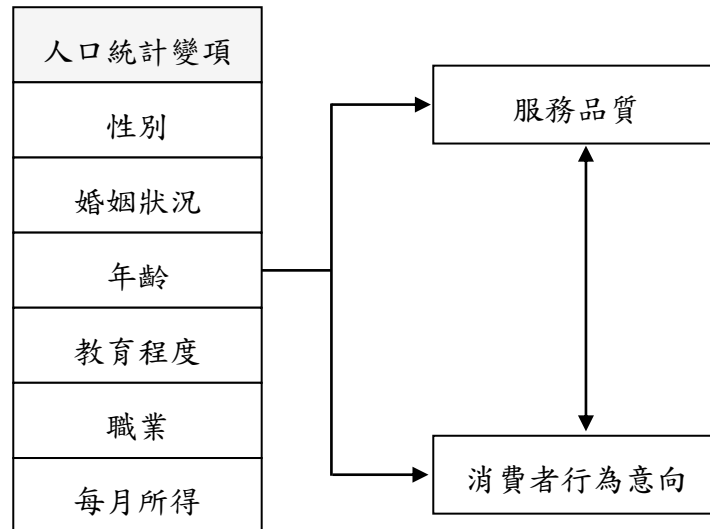 人口統計變項
性別
婚姻狀況
年齡
教育程度
職業
每月所得
服務品質
消費者行為意向